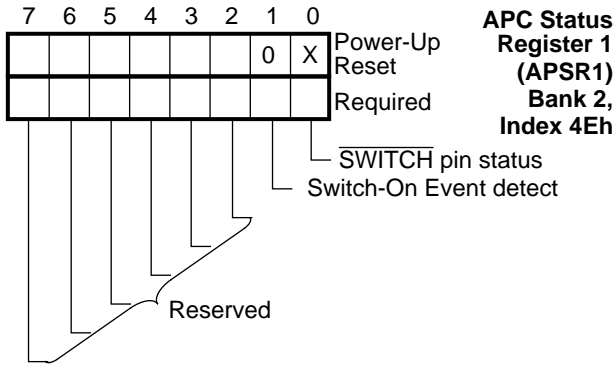 7 6 5 4 3 2 1 0
APC Status
Register 1
(APSR1)
Bank 2,
Index 4Eh
0 X
Power-Up
Reset
Required
SWITCH pin status
Switch-On Event detect
Reserved